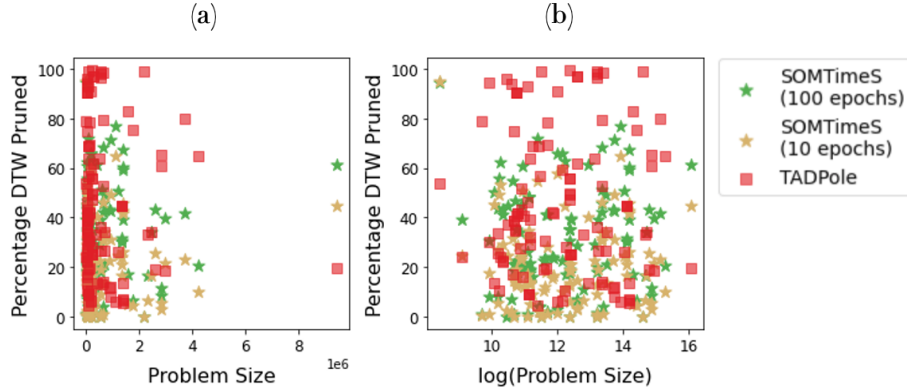 (a)
(b)
Percentage DTW Pruned
100
80
60
40
20
0
0
2
4
6
8
1e6
Problem Size
Percentage DTW Pruned
100
80
60
40
20
0
10
12
14
16
log(Problem Size)
SOMTimeS
(100 epochs)
SOMTimeS
(10 epochs)
TADPole